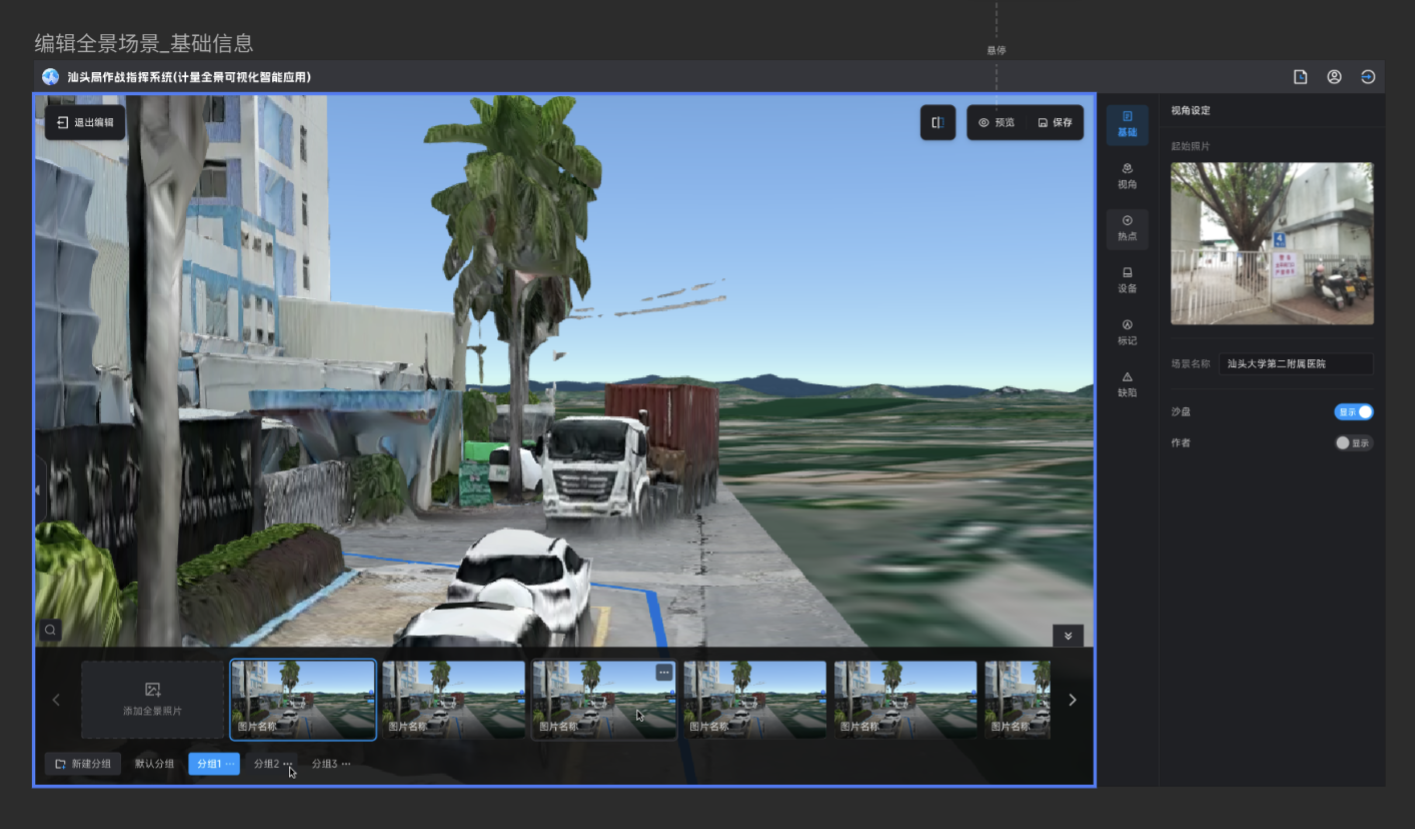 编辑全景场景_基础信息
悬停
汕头局作战指挥系统(计量全景可视化智能应用)
退出编辑
预览
保存
基础
视角
热点
设备
标记
缺陷
视角设定
起始照片
4
场景名称
汕头大学第二附属医院
沙盘
显示
作者
显示
添加全景照片
图片名称
图片名称
图片名称
图片名称
图片名称
图片名称
新建分组
默认分组
分组1 ···
分组2 ···
分组3 ···